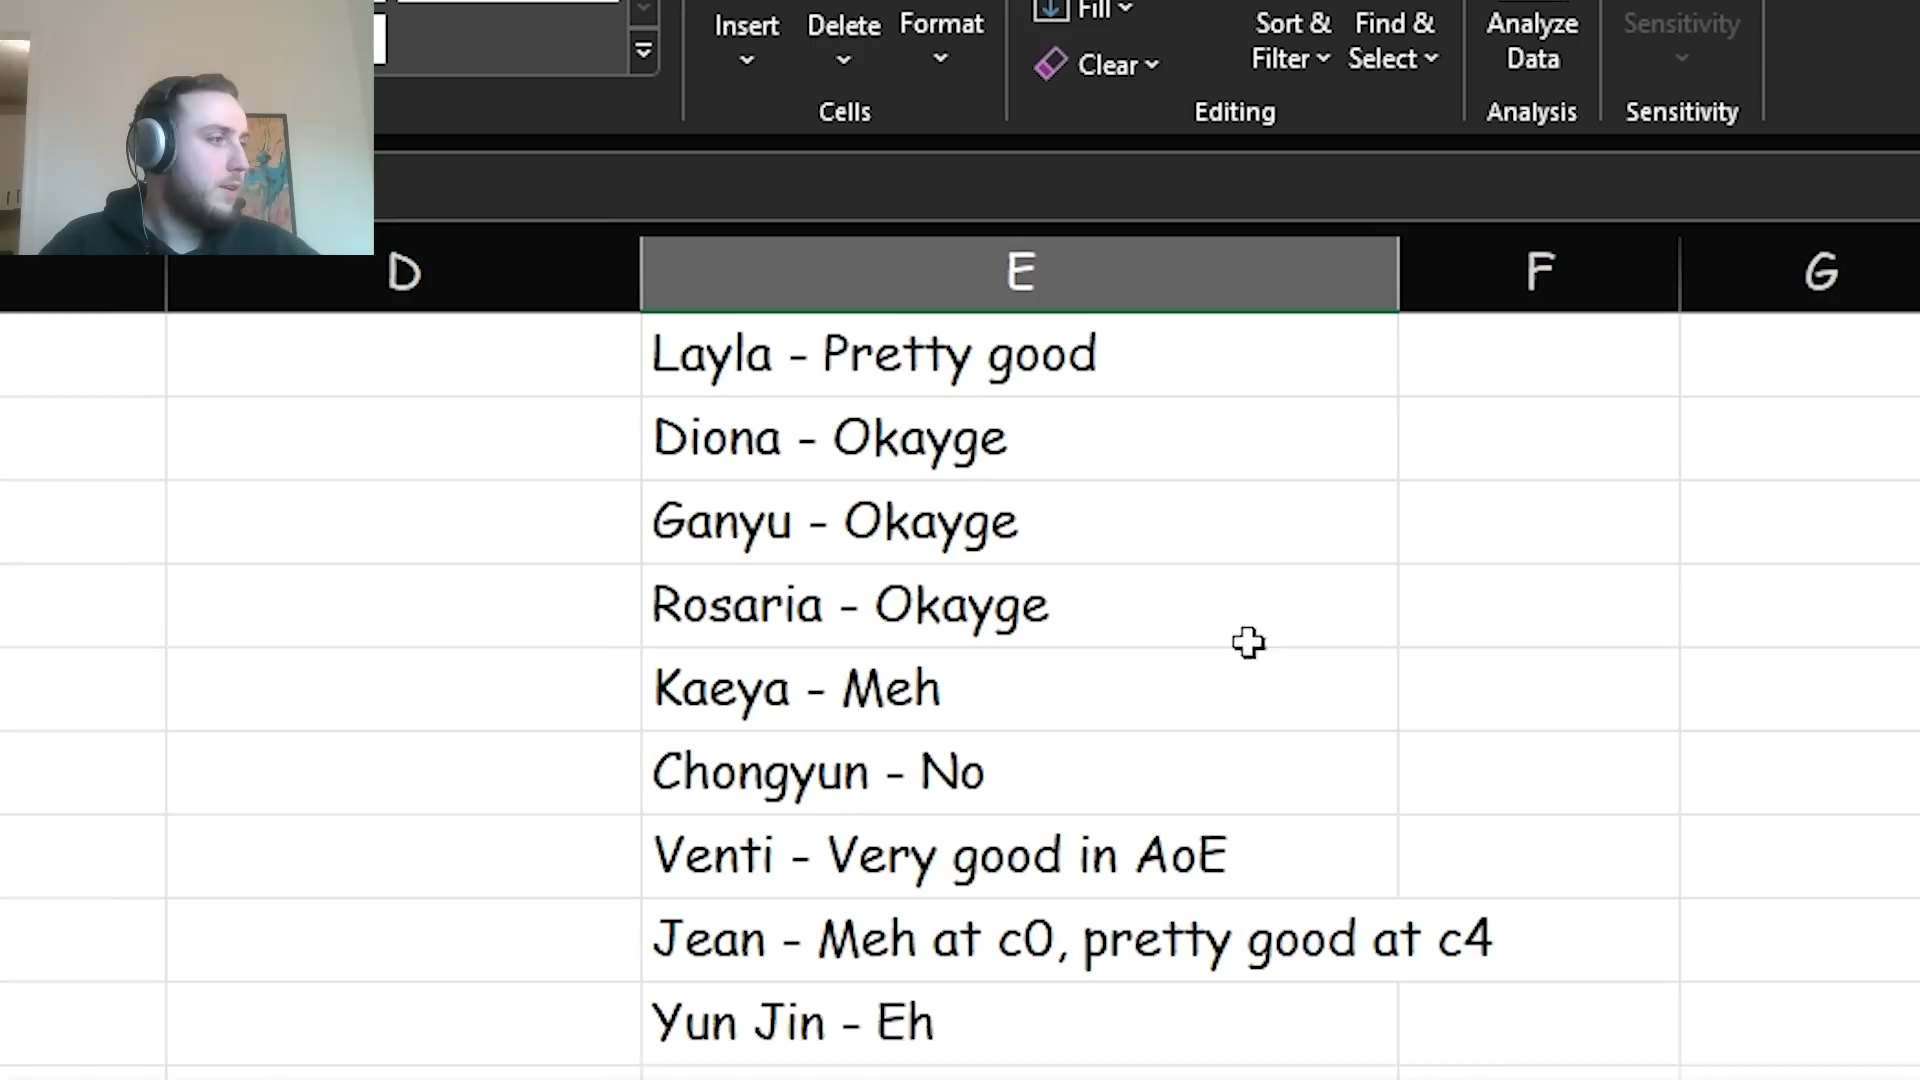 Insert
Delete
Format
Fill
Clear
Sort &
Filter
Find &
Select
Analyze
Data
Sensitivity
Cells
Editing
Analysis
Sensitivity
D
E
F
G
Layla - Pretty good
Diona - Okayge
Ganyu - Okayge
Rosaria - Okayge
Kaeya - Meh
Chongyun - No
Venti - Very good in AoE
Jean - Meh at c0, pretty good at c4
Yun Jin - Eh